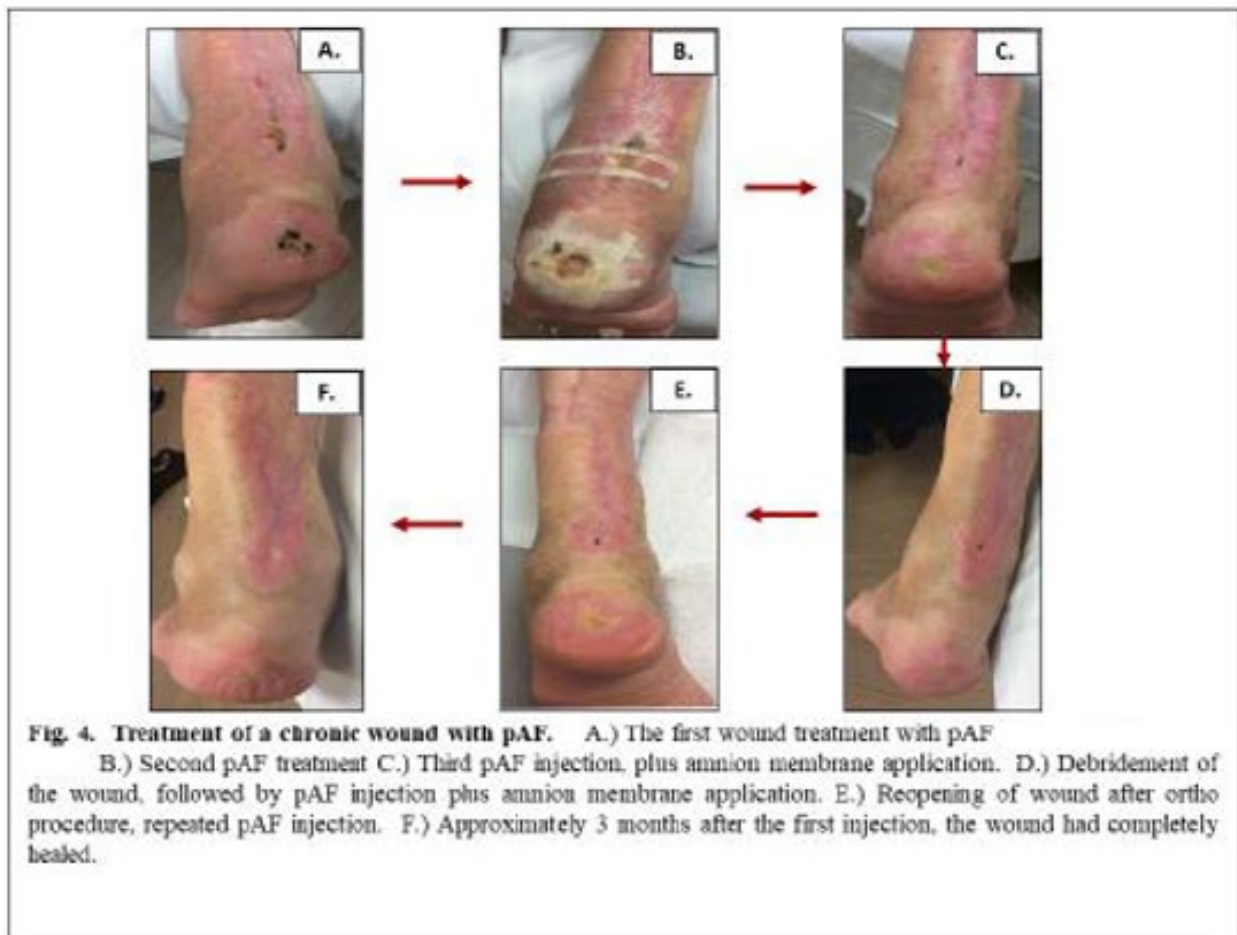 A.
B.
C.
F.
E.
D.
Fig. 4. Treatment of a chronic wound with pAF. A.) The first wound treatment with pAF
B.) Second pAF treatment C.) Third pAF injection, plus amnion membrane application. D.) Debridement of
the wound, followed by pAF injection plus amnion membrane application. E.) Reopening of wound after ortho
procedure, repeated pAF injection. F.) Approximately 3 months after the first injection, the wound had completely
healed.